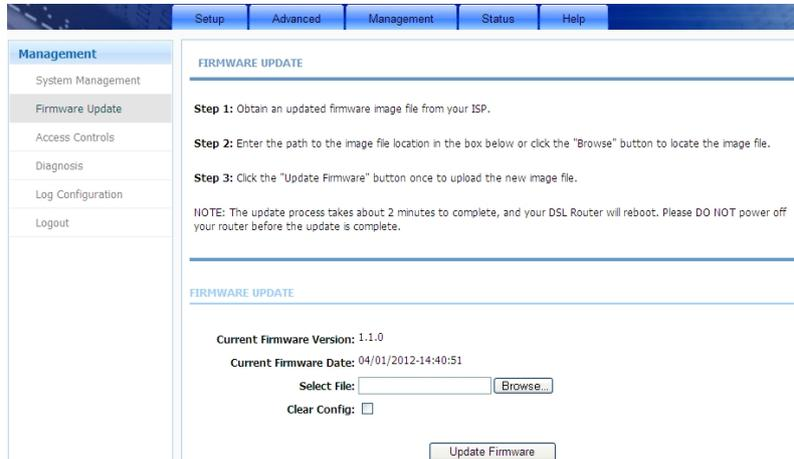 Setup Advanced Management Status Help
Management
System Management
Firmware Update
Access Controls
Diagnosis
Log Configuration
Logout
FIRMWARE UPDATE
Step 1: Obtain an updated firmware image file from your ISP.
Step 2: Enter the path to the image file location in the box below or click the "Browse" button to locate the image file.
Step 3: Click the "Update Firmware" button once to upload the new image file.
NOTE: The update process takes about 2 minutes to complete, and your DSL Router will reboot. Please DO NOT power off
your router before the update is complete.
FIRMWARE UPDATE
Current Firmware Version: 1.1.0
Current Firmware Date: 04/01/2012-14:40:51
Select File: Browse...
Clear Config:
Update Firmware